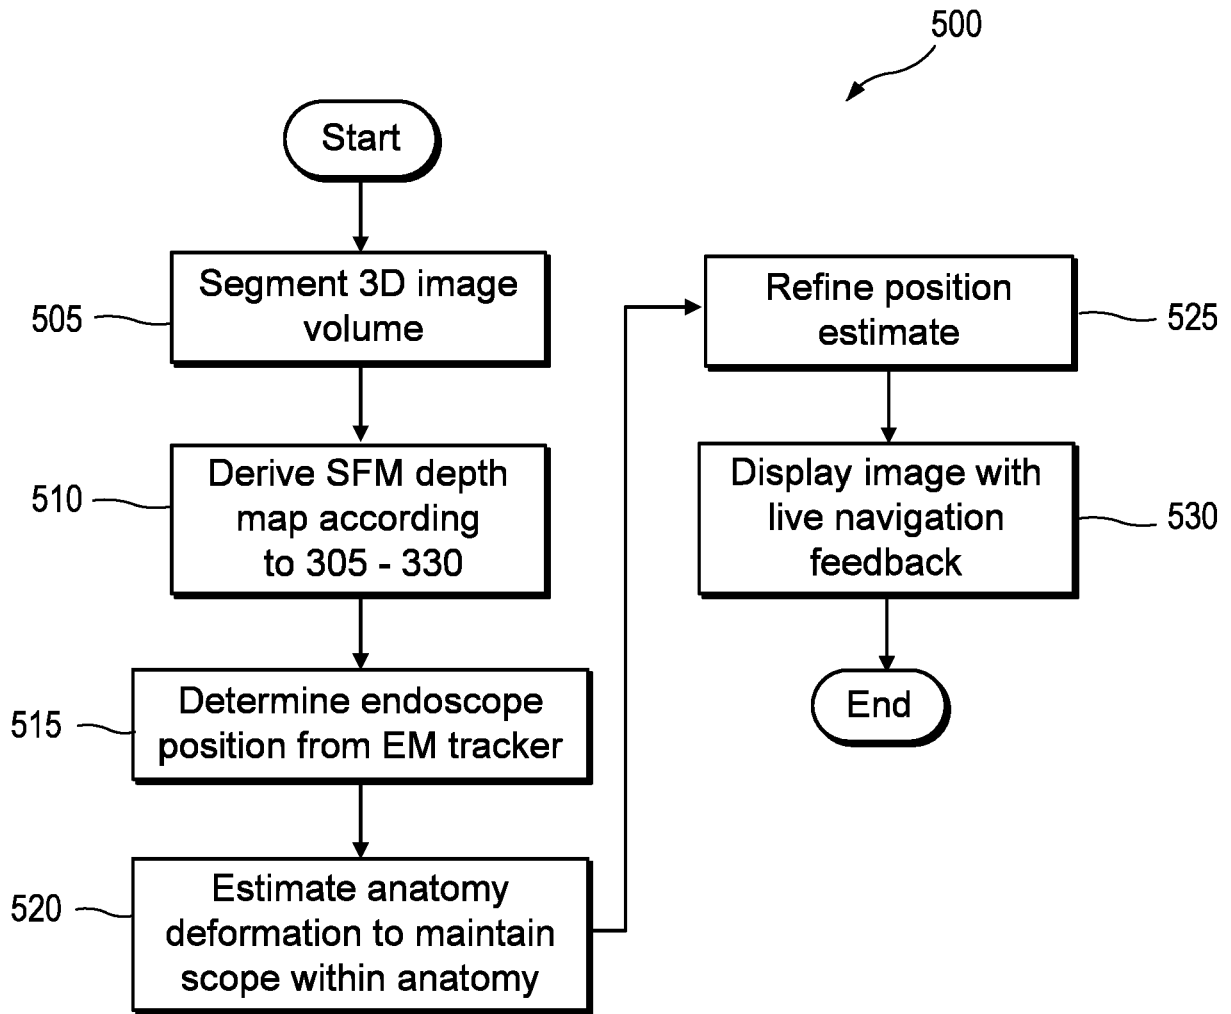 500
Start
Segment 3D image
volume
505
Derive SFM depth
map according
to 305 - 330
510
Determine endoscope
position from EM tracker
515
Estimate anatomy
deformation to maintain
scope within anatomy
520
Refine position
estimate
525
Display image with
live navigation
feedback
530
End